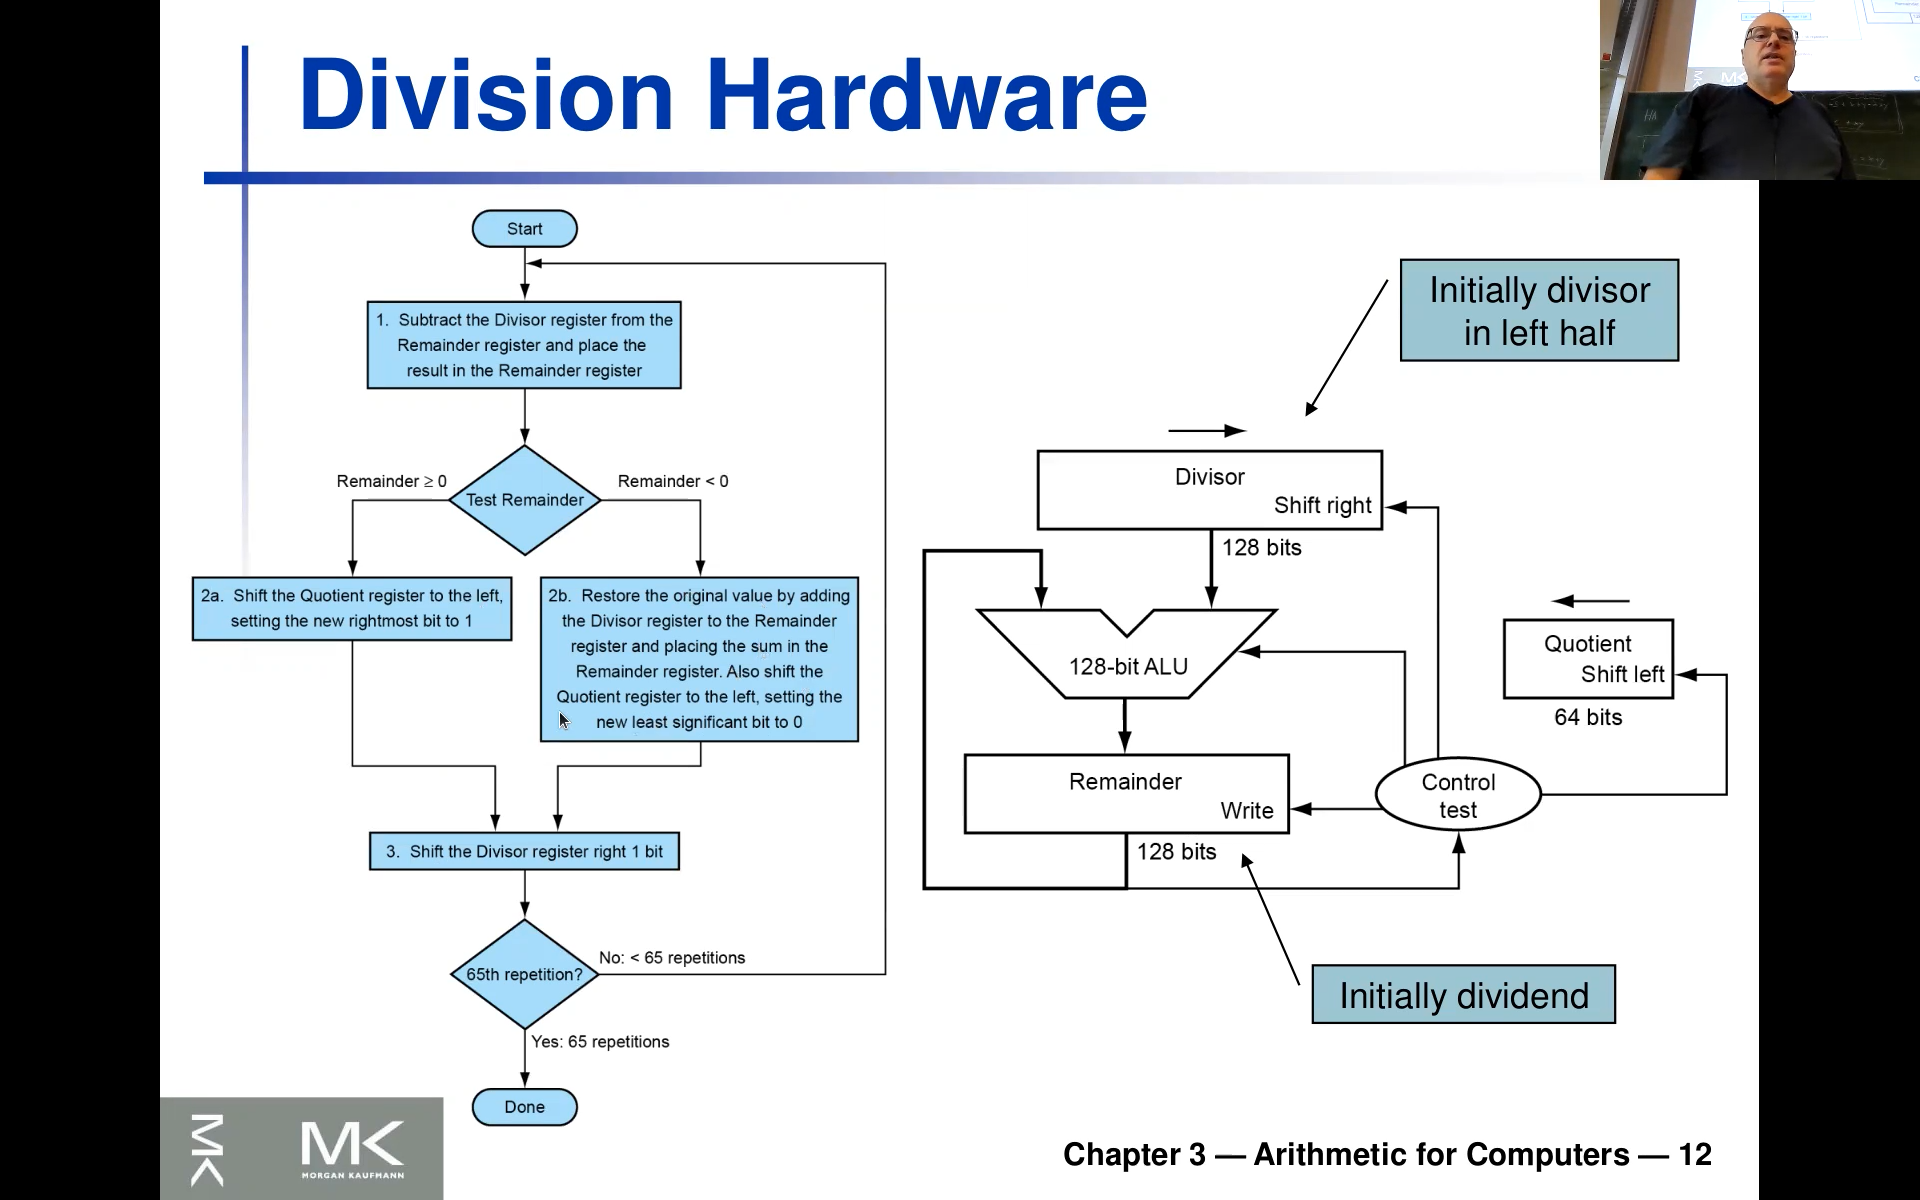 Division Hardware
Start
1. Subtract the Divisor register from the
Remainder register and place the
result in the Remainder register
Remainder ≥ 0
Test Remainder
Remainder < 0
2a. Shift the Quotient register to the left,
setting the new rightmost bit to 1
2b. Restore the original value by adding
the Divisor register to the Remainder
register and placing the sum in the
Remainder register. Also shift the
Quotient register to the left, setting the
new least significant bit to 0
3. Shift the Divisor register right 1 bit
65th repetition?
No: < 65 repetitions
Yes: 65 repetitions
Done
Initially divisor
in left half
Divisor
Shift right
128 bits
128-bit ALU
Quotient
Shift left
64 bits
Remainder
Write
128 bits
Control
test
Initially dividend
MK
MK
MORGAN KAUFMANN
Chapter 3 — Arithmetic for Computers — 12